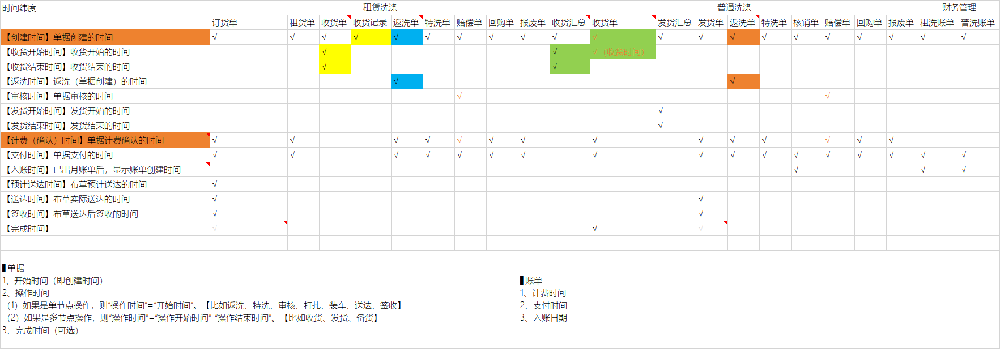 时间纬度 租赁洗涤 普通洗涤 财务管理
订货单 租货单 收货单 收货记录 返洗单 特洗单 赔偿单 回购单 报废单 收货汇总 收货单 发货汇总 发货单 返洗单 特洗单 核销单 赔偿单 回购单 报废单 租洗账单 普洗账单
【创建时间】单据创建的时间 √ √ √ √ √ √ √ √ √ √ √ √ √ √ √ √ √ √ √ √ √
【收货开始时间】收货开始的时间 √ √ √（收货时间）
【收货结束时间】收货结束的时间 √ √
【返洗时间】返洗（单据创建）的时间 √ √
【审核时间】单据审核的时间 √ √
【发货开始时间】发货开始的时间 √
【发货结束时间】发货结束的时间 √
【计费（确认）时间】单据计费确认的时间 √ √ √ √ √ √ √ √ √ √ √ √ √ √
【支付时间】单据支付的时间 √ √ √ √ √ √ √ √ √ √ √ √ √ √ √ √ √
【入账时间】已出月账单后，显示账单创建时间 √ √ √
【预计送达时间】布草预计送达的时间 √
【送达时间】布草实际送达的时间 √ √
【签收时间】布草送达后签收的时间 √ √
【完成时间】 √ √ √
▌单据
1、开始时间（即创建时间）
2、操作时间
（1）如果是单节点操作，则“操作时间”=“开始时间”。【比如返洗、特洗、审核、打扎、装车、送达、签收】
（2）如果是多节点操作，则“操作时间”=“操作开始时间”-“操作结束时间”。【比如收货、发货、备货】
3、完成时间（可选）
▌账单
1、计费时间
2、支付时间
3、入账日期